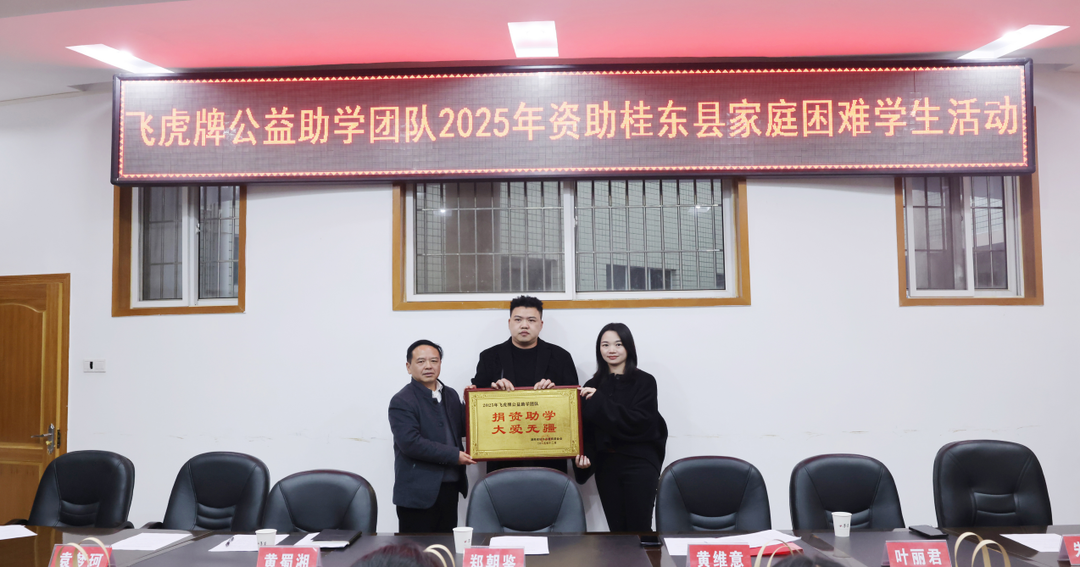 飞虎牌公益助学团队2025年资助桂东县家庭困难学生活动
2025年飞虎牌公益助学团队
捐资助学
大爱无疆
黄蜀湘
郑朝鉴
黄维意
叶丽君